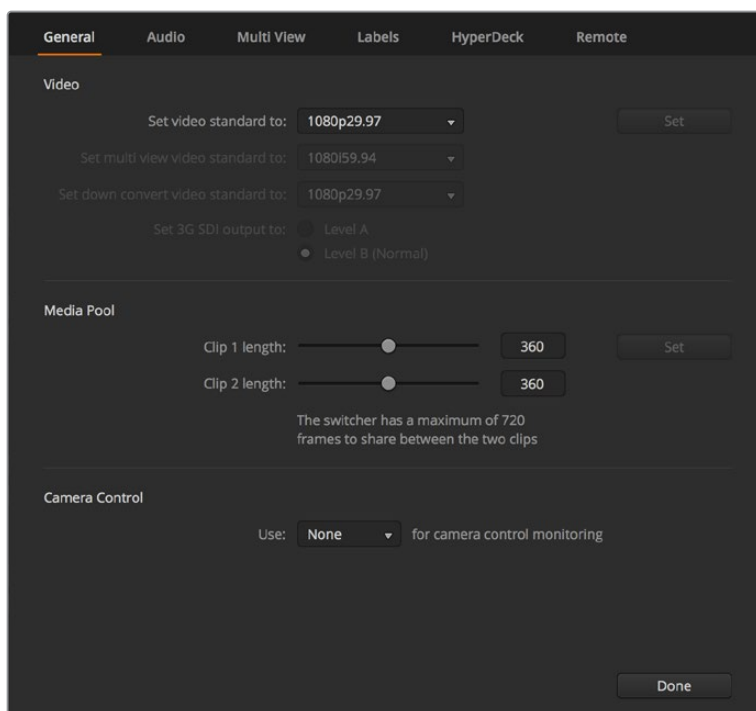 General Audio Multi View Labels HyperDeck Remote
Video
Set video standard to: 1080p29.97 Set
Set multi view video standard to: 1080i59.94
Set down convert video standard to: 1080p29.97
Set 3G SDI output to: Level A
Level B (Normal)
Media Pool
Clip 1 length: 360 Set
Clip 2 length: 360
The switcher has a maximum of 720
frames to share between the two clips
Camera Control
Use: None for camera control monitoring
Done